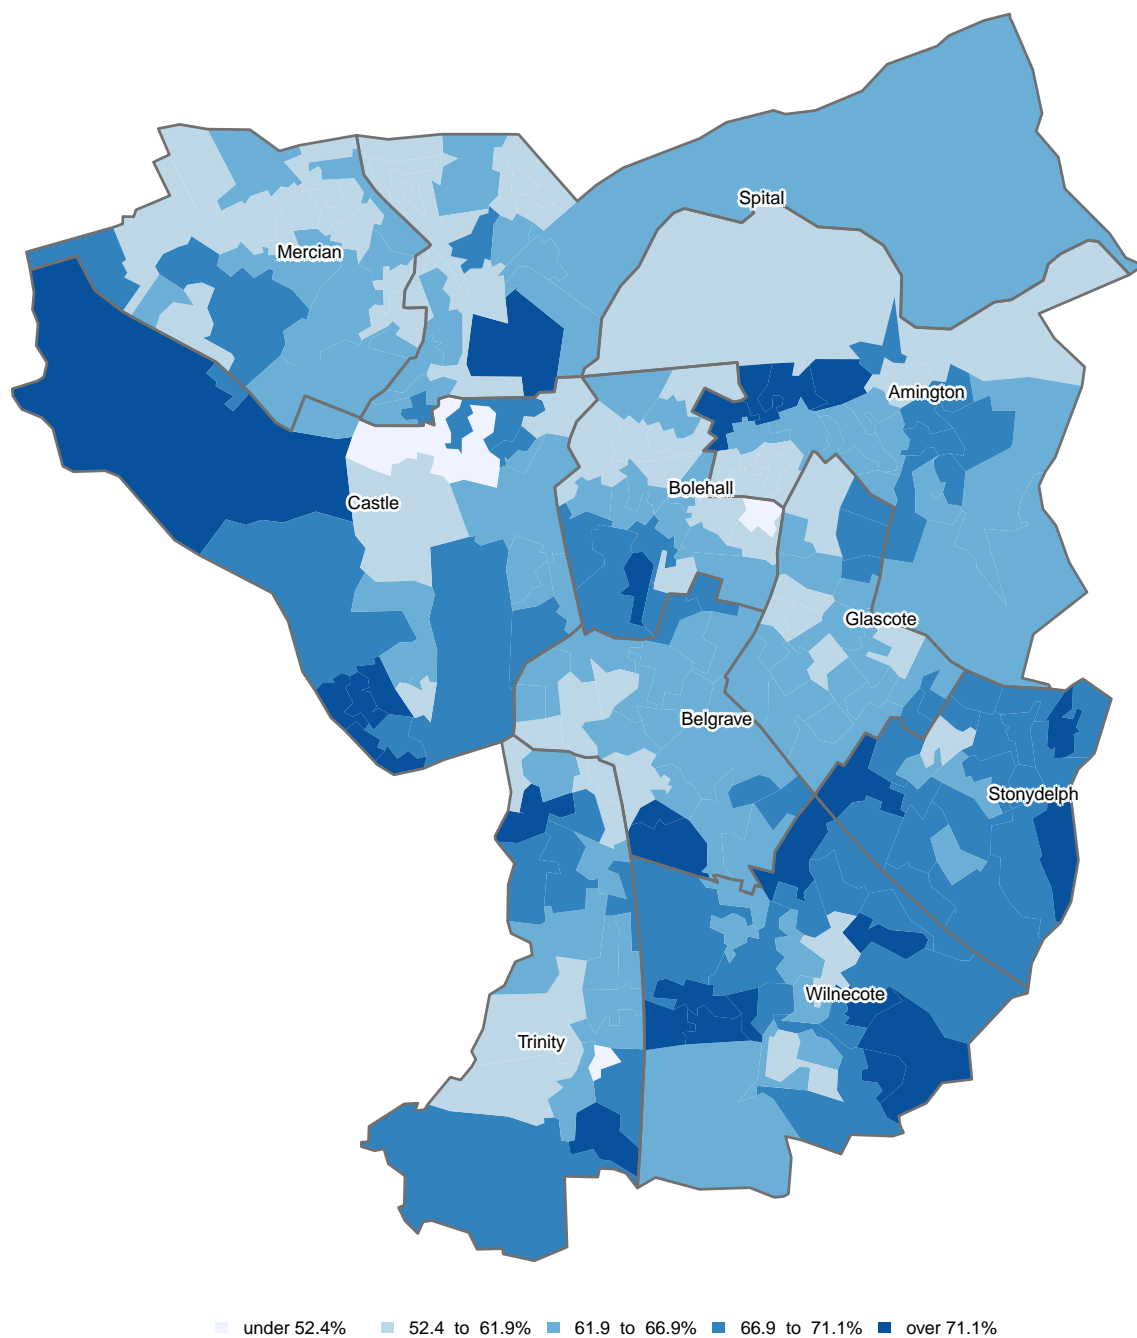 Spital
Mercian
Amington
Bolehall
Castle
Glascote
Belgrave
Stonydelph
Wilnecote
Trinity
under 52.4% 52.4 to 61.9% 61.9 to 66.9% 66.9 to 71.1% over 71.1%